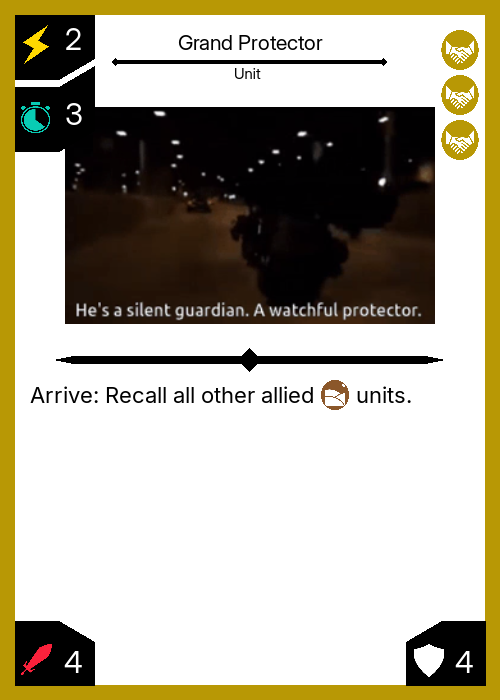 2
Grand Protector
Unit
3
He's a silent guardian. A watchful protector.
Arrive: Recall all other allied units.
4
4